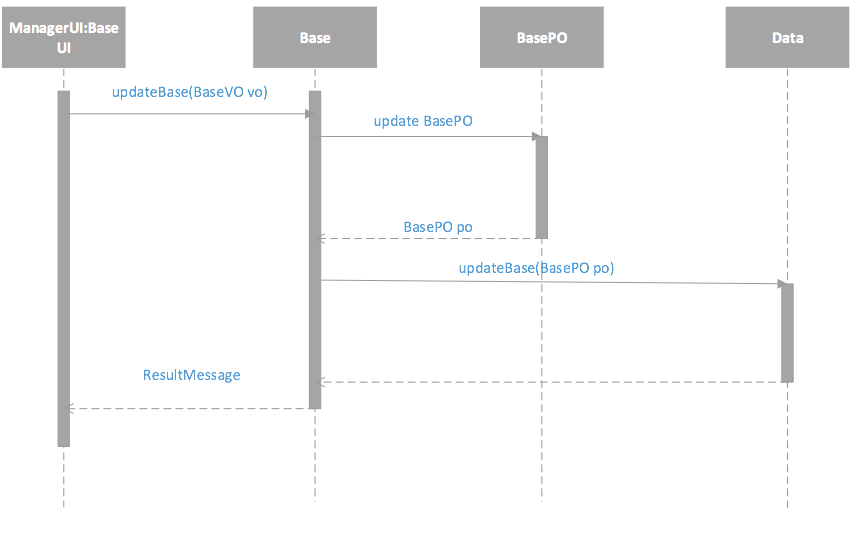 ManagerUI:Base
UI
Base
BasePO
Data
updateBase(BaseVO vo)
update BasePO
BasePO po
updateBase(BasePO po)
ResultMessage